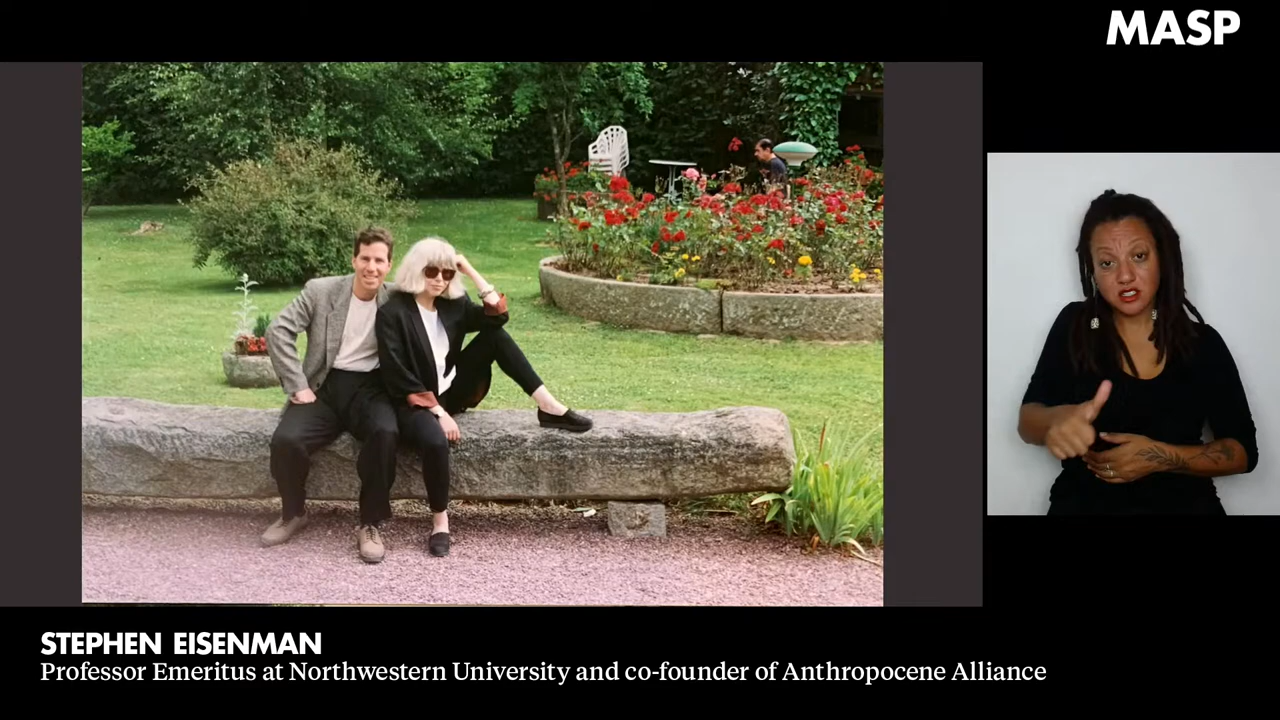 MASP
STEPHEN EISENMAN
Professor Emeritus at Northwestern University and co-founder of Anthropocene Alliance